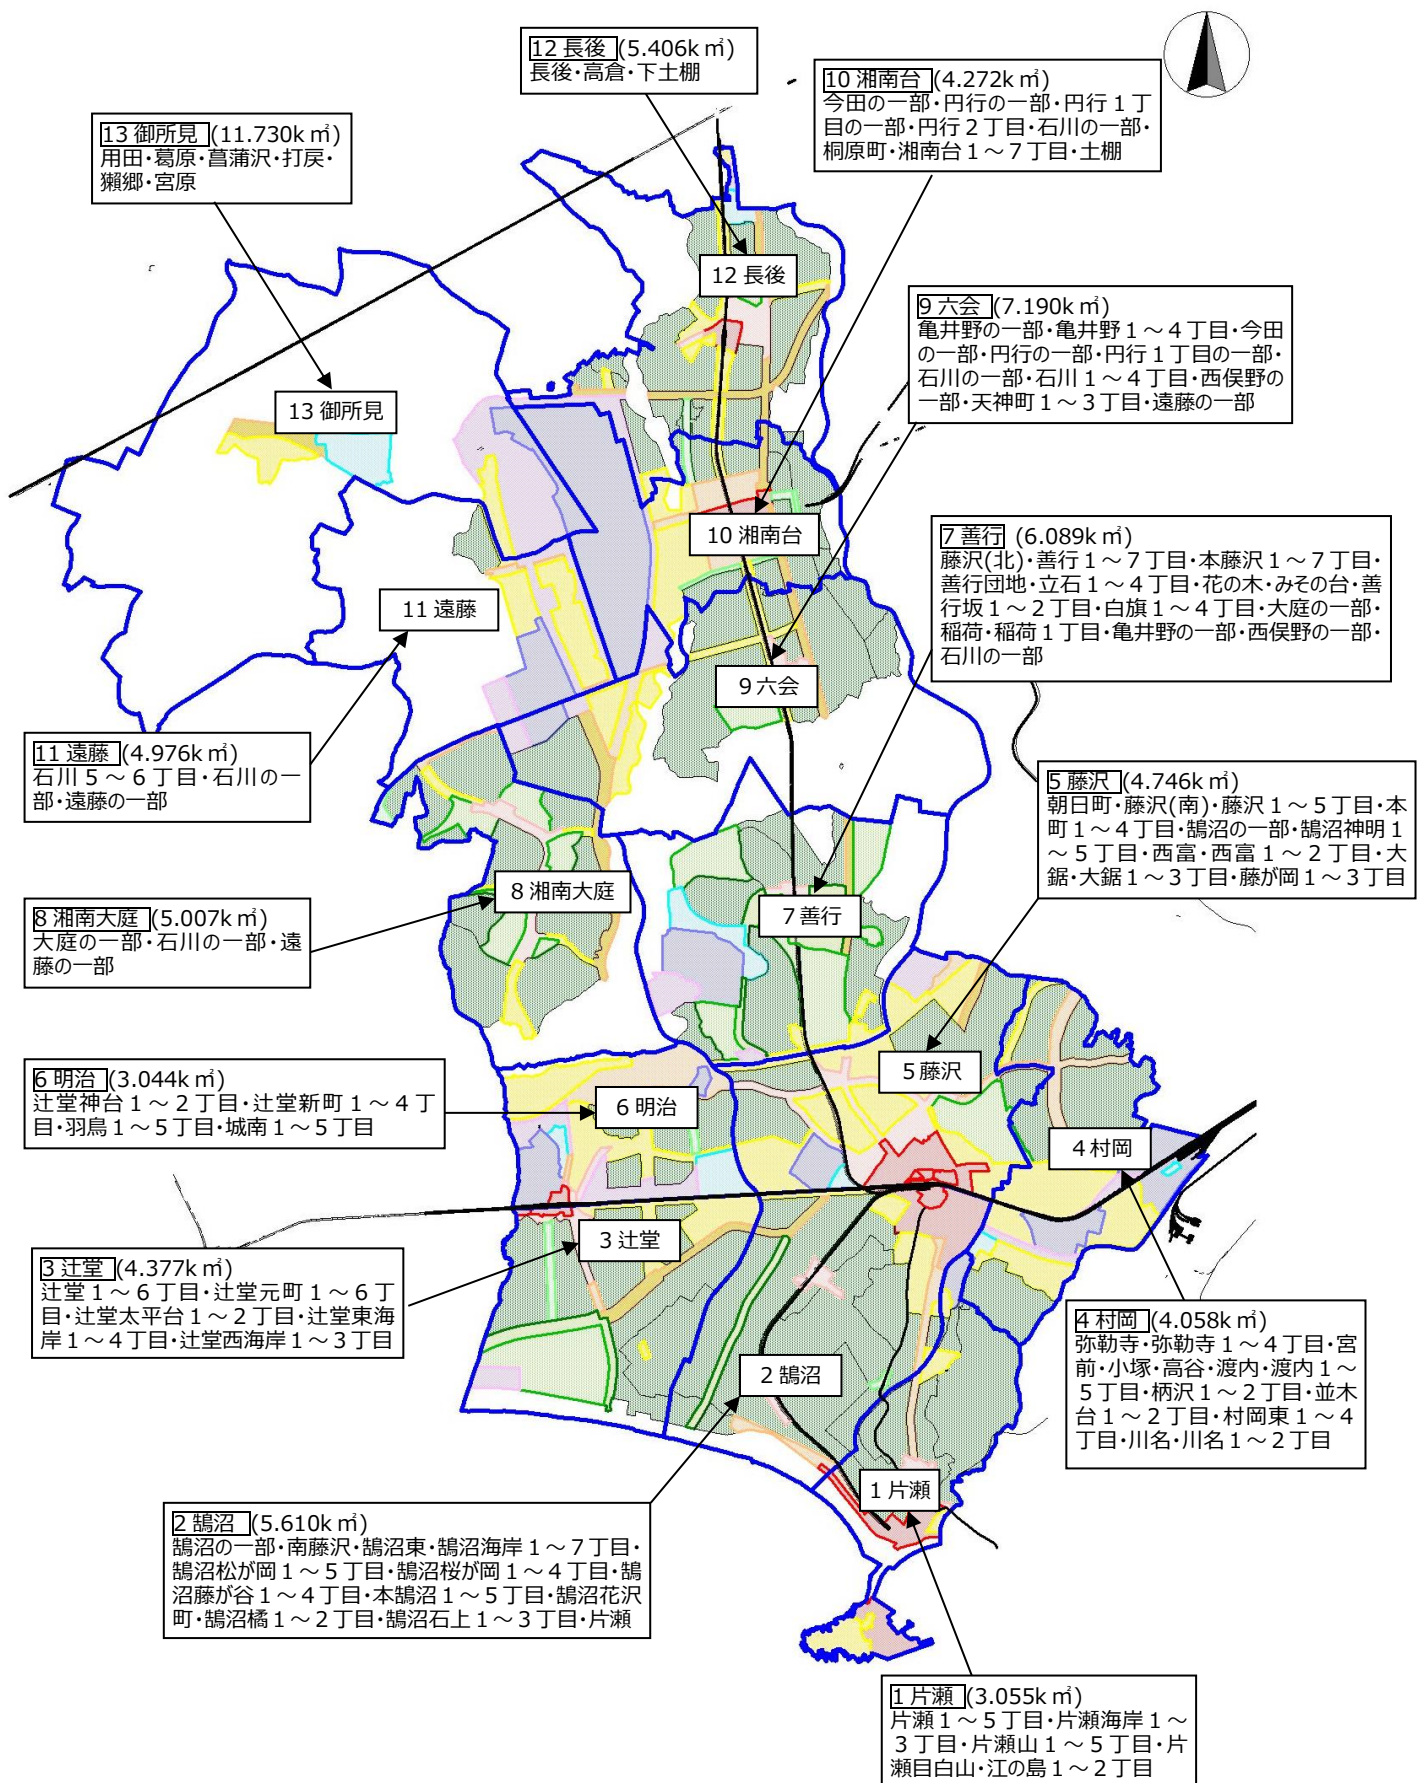 12 長後 (5.406k㎡)
長後・高倉・下土棚
10 湘南台 (4.272k㎡)
今田の一部・円行の一部・円行１丁
目の一部・円行２丁目・石川の一部・
桐原町・湘南台１～７丁目・土棚
13 御所見 (11.730k㎡)
用田・葛原・菖蒲沢・打戻・
獺郷・宮原
12 長後
9 六会 (7.190k㎡)
亀井野の一部・亀井野１～４丁目・今田
の一部・円行の一部・円行１丁目の一部・
石川の一部・石川１～４丁目・西俣野の
一部・天神町１～３丁目・遠藤の一部
13 御所見
10 湘南台
7 善行 (6.089k㎡)
藤沢(北)・善行１～７丁目・本藤沢１～７丁目・
善行団地・立石１～４丁目・花の木・みその台・善
行坂１～２丁目・白旗１～４丁目・大庭の一部・
稲荷・稲荷１丁目・亀井野の一部・西俣野の一部・
石川の一部
11 遠藤
9 六会
11 遠藤 (4.976k㎡)
石川５～６丁目・石川の一
部・遠藤の一部
5 藤沢 (4.746k㎡)
朝日町・藤沢(南)・藤沢１～５丁目・本
町１～４丁目・鵠沼の一部・鵠沼神明１
～５丁目・西富・西富１～２丁目・大
鋸・大鋸１～３丁目・藤が岡１～３丁目
8 湘南大庭
7 善行
8 湘南大庭 (5.007k㎡)
大庭の一部・石川の一部・遠
藤の一部
5 藤沢
6 明治 (3.044k㎡)
辻堂神台１～２丁目・辻堂新町１～４丁
目・羽鳥１～５丁目・城南１～５丁目
6 明治
4 村岡
3 辻堂
3 辻堂 (4.377k㎡)
辻堂１～６丁目・辻堂元町１～６丁
目・辻堂太平台１～２丁目・辻堂東海
岸１～４丁目・辻堂西海岸１～３丁目
4 村岡 (4.058k㎡)
弥勒寺・弥勒寺１～４丁目・宮
前・小塚・高谷・渡内・渡内１～
５丁目・柄沢１～２丁目・並木
台１～２丁目・村岡東１～４
丁目・川名・川名１～２丁目
2 鵠沼
1 片瀬
2 鵠沼 (5.610k㎡)
鵠沼の一部・南藤沢・鵠沼東・鵠沼海岸１～７丁目・
鵠沼松が岡１～５丁目・鵠沼桜が岡１～４丁目・鵠
沼藤が谷１～４丁目・本鵠沼１～５丁目・鵠沼花沢
町・鵠沼橘１～２丁目・鵠沼石上１～３丁目・片瀬
1 片瀬 (3.055k㎡)
片瀬１～５丁目・片瀬海岸１～
３丁目・片瀬山１～５丁目・片
瀬目白山・江の島１～２丁目